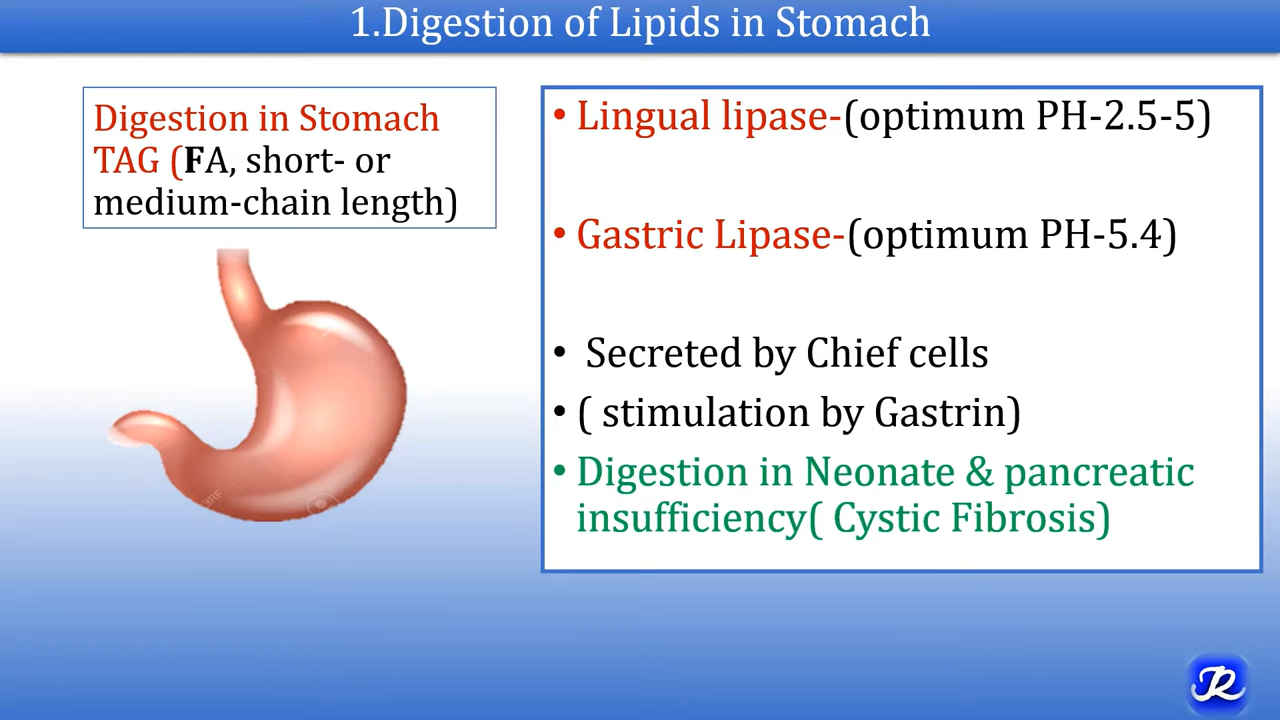 1.Digestion of Lipids in Stomach
Digestion in Stomach
TAG (FA, short- or
medium-chain length)
• Lingual lipase-(optimum PH-2.5-5)
• Gastric Lipase-(optimum PH-5.4)
• Secreted by Chief cells
• ( stimulation by Gastrin)
• Digestion in Neonate & pancreatic
insufficiency( Cystic Fibrosis)